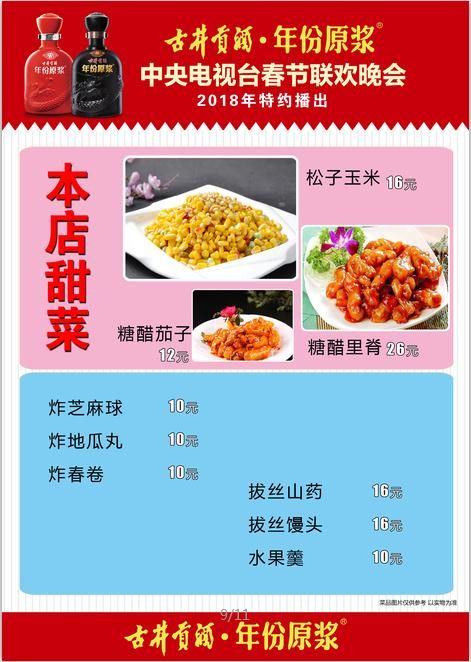 古井贡酒·年份原浆®
中央电视台春节联欢晚会
2018年特约播出
年份原浆
年份原浆
本店甜菜
松子玉米 16元
糖醋茄子
12元
糖醋里脊 26元
炸芝麻球 10元
炸地瓜丸 10元
炸春卷 10元
拔丝山药 16元
拔丝馒头 16元
水果羹 10元
菜品图片仅供参考 以实物为准
9/11
古井贡酒·年份原浆®